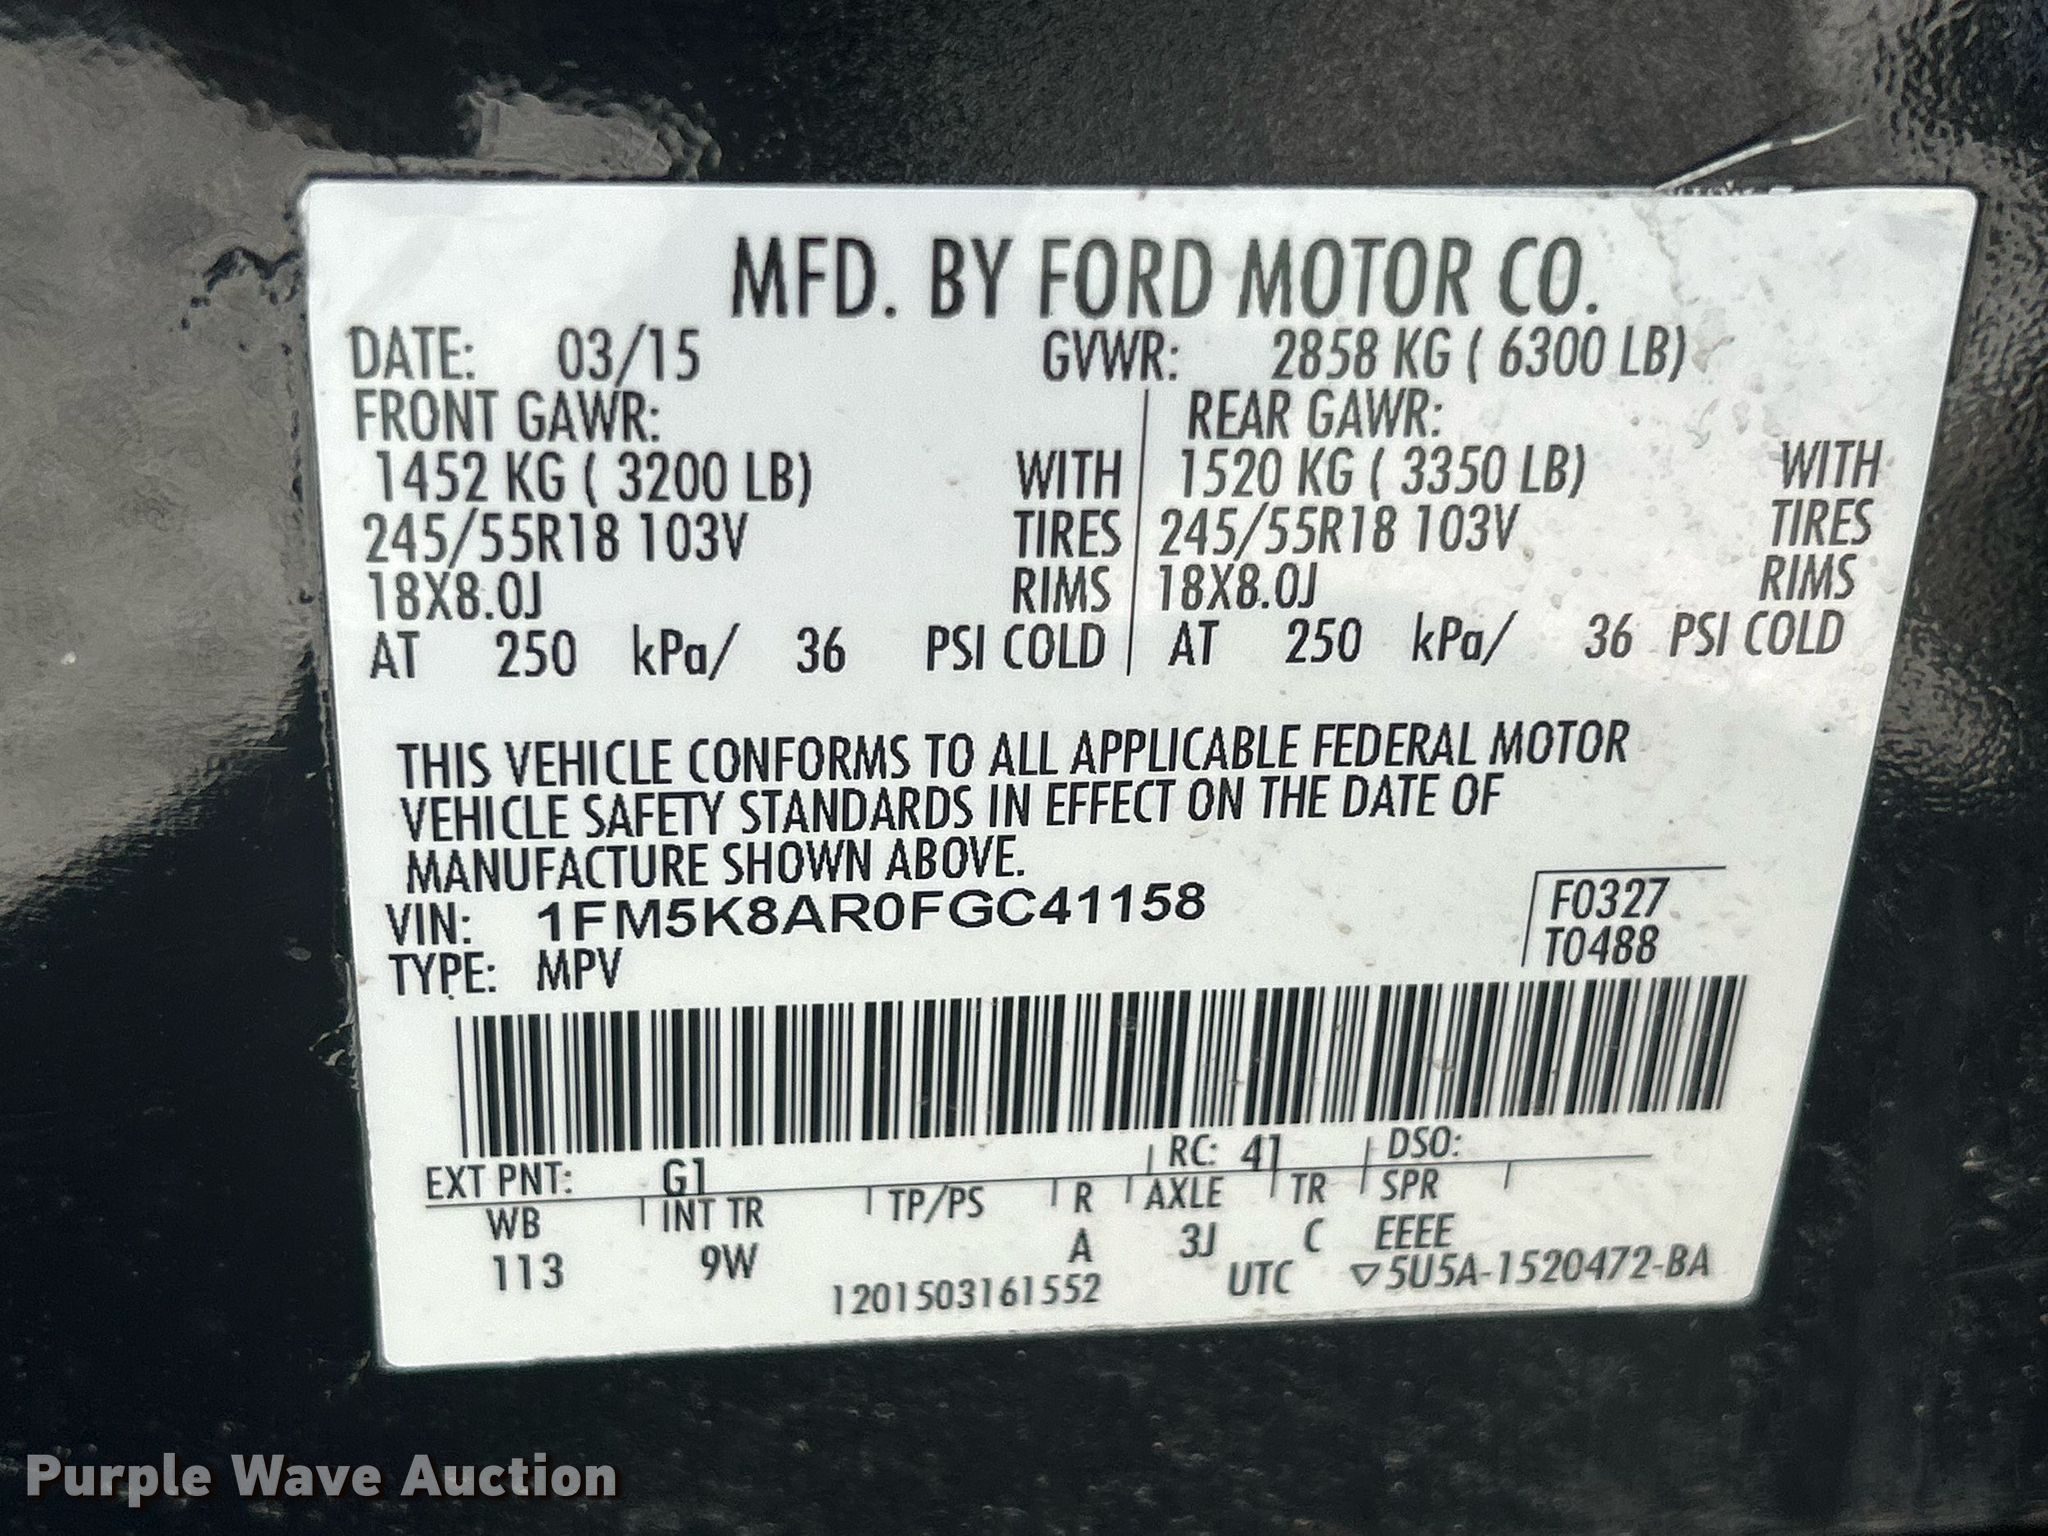 MFD. BY FORD MOTOR CO.
DATE: 03/15 GVWR: 2858 KG ( 6300 LB)
FRONT GAWR: REAR GAWR:
1452 KG ( 3200 LB) WITH 1520 KG ( 3350 LB) WITH
245/55R18 103V TIRES 245/55R18 103V TIRES
18X8.0J RIMS 18X8.0J RIMS
AT 250 kPa/ 36 PSI COLD AT 250 kPa/ 36 PSI COLD
THIS VEHICLE CONFORMS TO ALL APPLICABLE FEDERAL MOTOR
VEHICLE SAFETY STANDARDS IN EFFECT ON THE DATE OF
MANUFACTURE SHOWN ABOVE.
VIN: 1FM5K8AR0FGC41158 F0327
TYPE: MPV T0488
EXT PNT: G1 RC: 41 DSO:
WB INT TR TP/PS R AXLE TR SPR
113 9W A 3J C EEEE
1201503161552 UTC ▽5U5A-1520472-BA
Purple Wave Auction